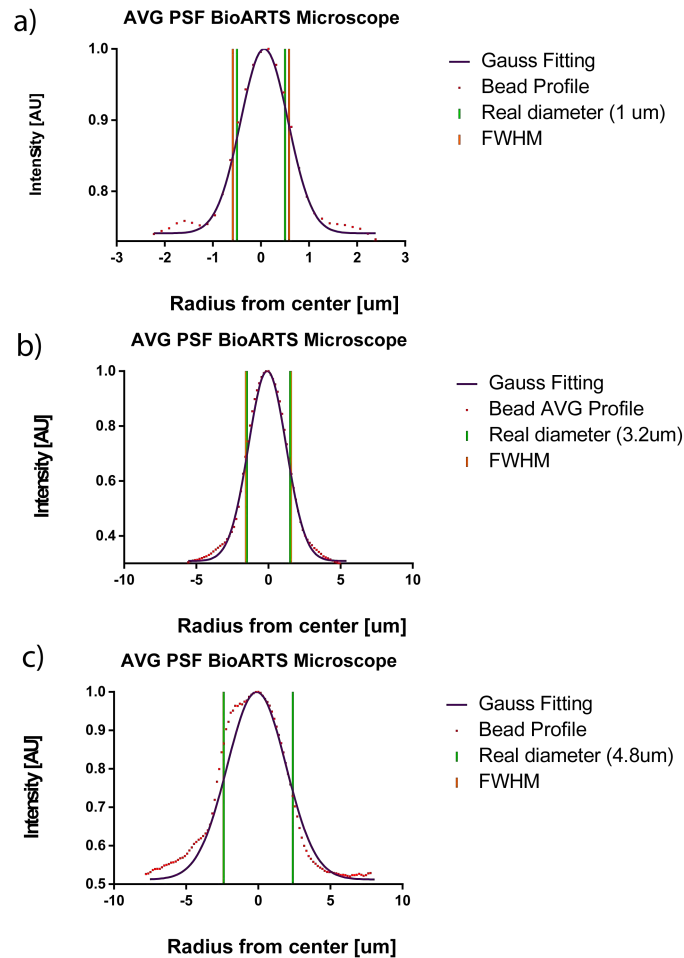 a)
AVG PSF BioARTS Microscope
Intensity [AU]
1.0
0.9
0.8
-3
-2
-1
0
1
2
3
Radius from center [um]
Gauss Fitting
Bead Profile
Real diameter (1 um)
FWHM
b)
AVG PSF BioARTS Microscope
Intensity [AU]
1.0
0.8
0.6
0.4
-10
-5
0
5
10
Radius from center [um]
Gauss Fitting
Bead AVG Profile
Real diameter (3.2um)
FWHM
c)
AVG PSF BioARTS Microscope
Intensity [AU]
1.0
0.9
0.8
0.7
0.6
0.5
-10
-5
0
5
10
Radius from center [um]
Gauss Fitting
Bead Profile
Real diameter (4.8um)
FWHM